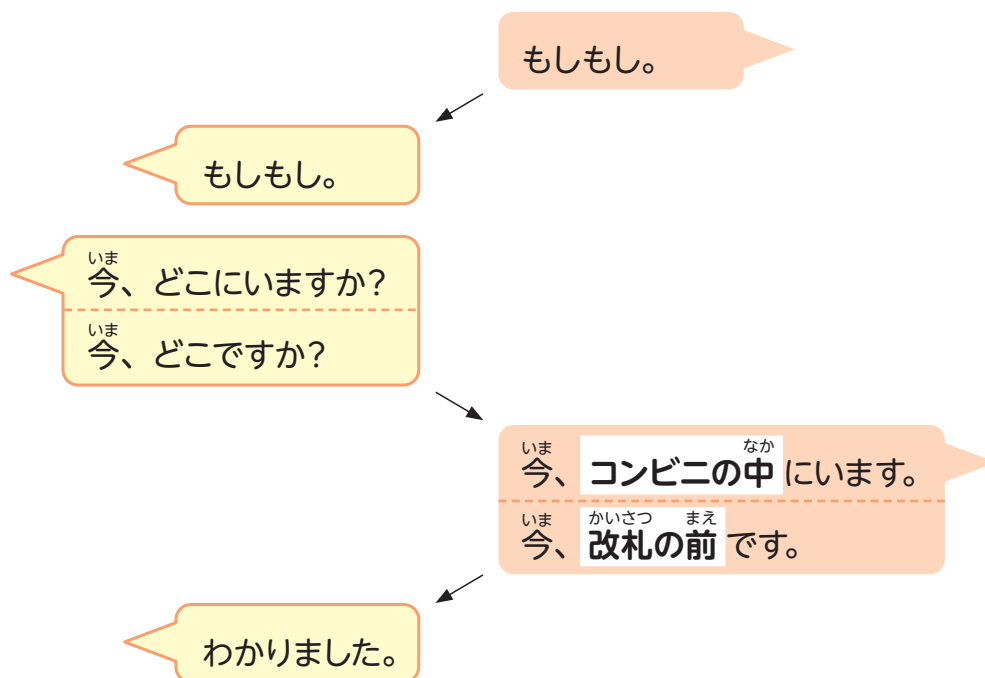 もしもし。
もしもし。
いま
今、どこにいますか?
いま
今、どこですか?
いま なか
今、コンビニの中にいます。
いま かいさつ まえ
今、改札の前です。
わかりました。